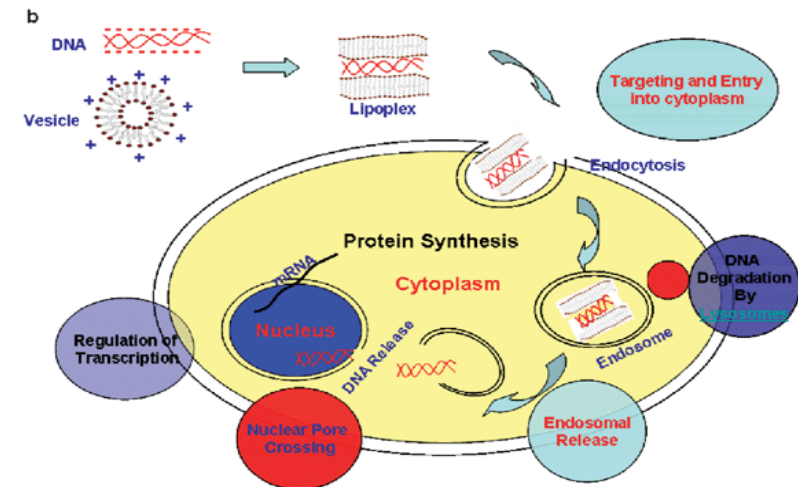 b
DNA
Vesicle
Lipoplex
Targeting and Entry
into cytoplasm
Endocytosis
Protein Synthesis
mRNA
Cytoplasm
Nucleus
DNA Release
Endosome
DNA
Degradation
By
Lysosomes
Regulation of
Transcription
Nuclear Pore
Crossing
Endosomal
Release